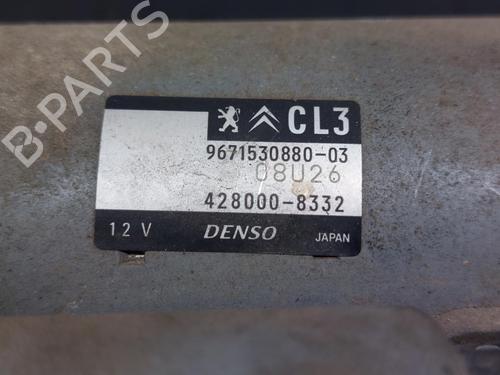 CL3
9671530880-03
08U26
428000-8332
12 V DENSO JAPAN
B-PARTS